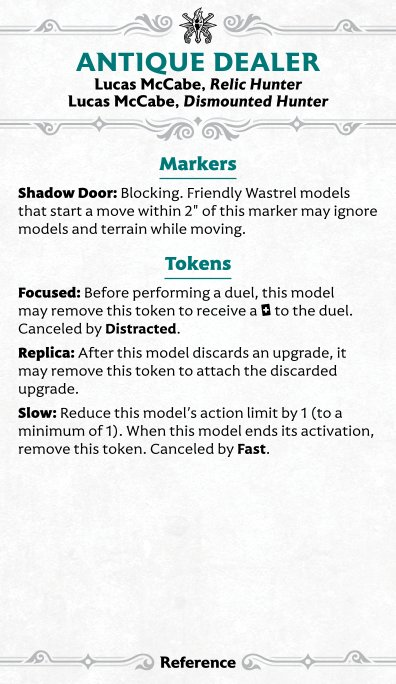 ANTIQUE DEALER
Lucas McCabe, Relic Hunter
Lucas McCabe, Dismounted Hunter
Markers
Shadow Door: Blocking. Friendly Wastrel models
that start a move within 2" of this marker may ignore
models and terrain while moving.
Tokens
Focused: Before performing a duel, this model
may remove this token to receive a to the duel.
Canceled by Distracted.
Replica: After this model discards an upgrade, it
may remove this token to attach the discarded
upgrade.
Slow: Reduce this model’s action limit by 1 (to a
minimum of 1). When this model ends its activation,
remove this token. Canceled by Fast.
Reference